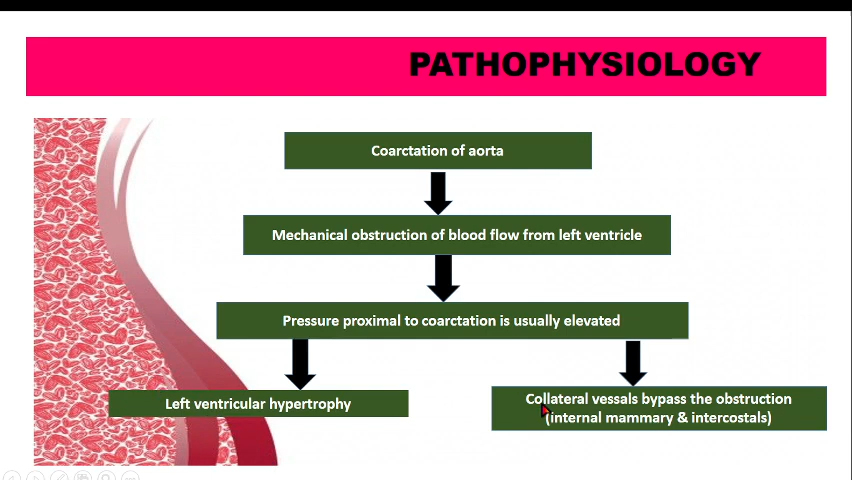 PATHOPHYSIOLOGY
Coarctation of aorta
Mechanical obstruction of blood flow from left ventricle
Pressure proximal to coarctation is usually elevated
Left ventricular hypertrophy
Collateral vessals bypass the obstruction
(internal mammary & intercostals)